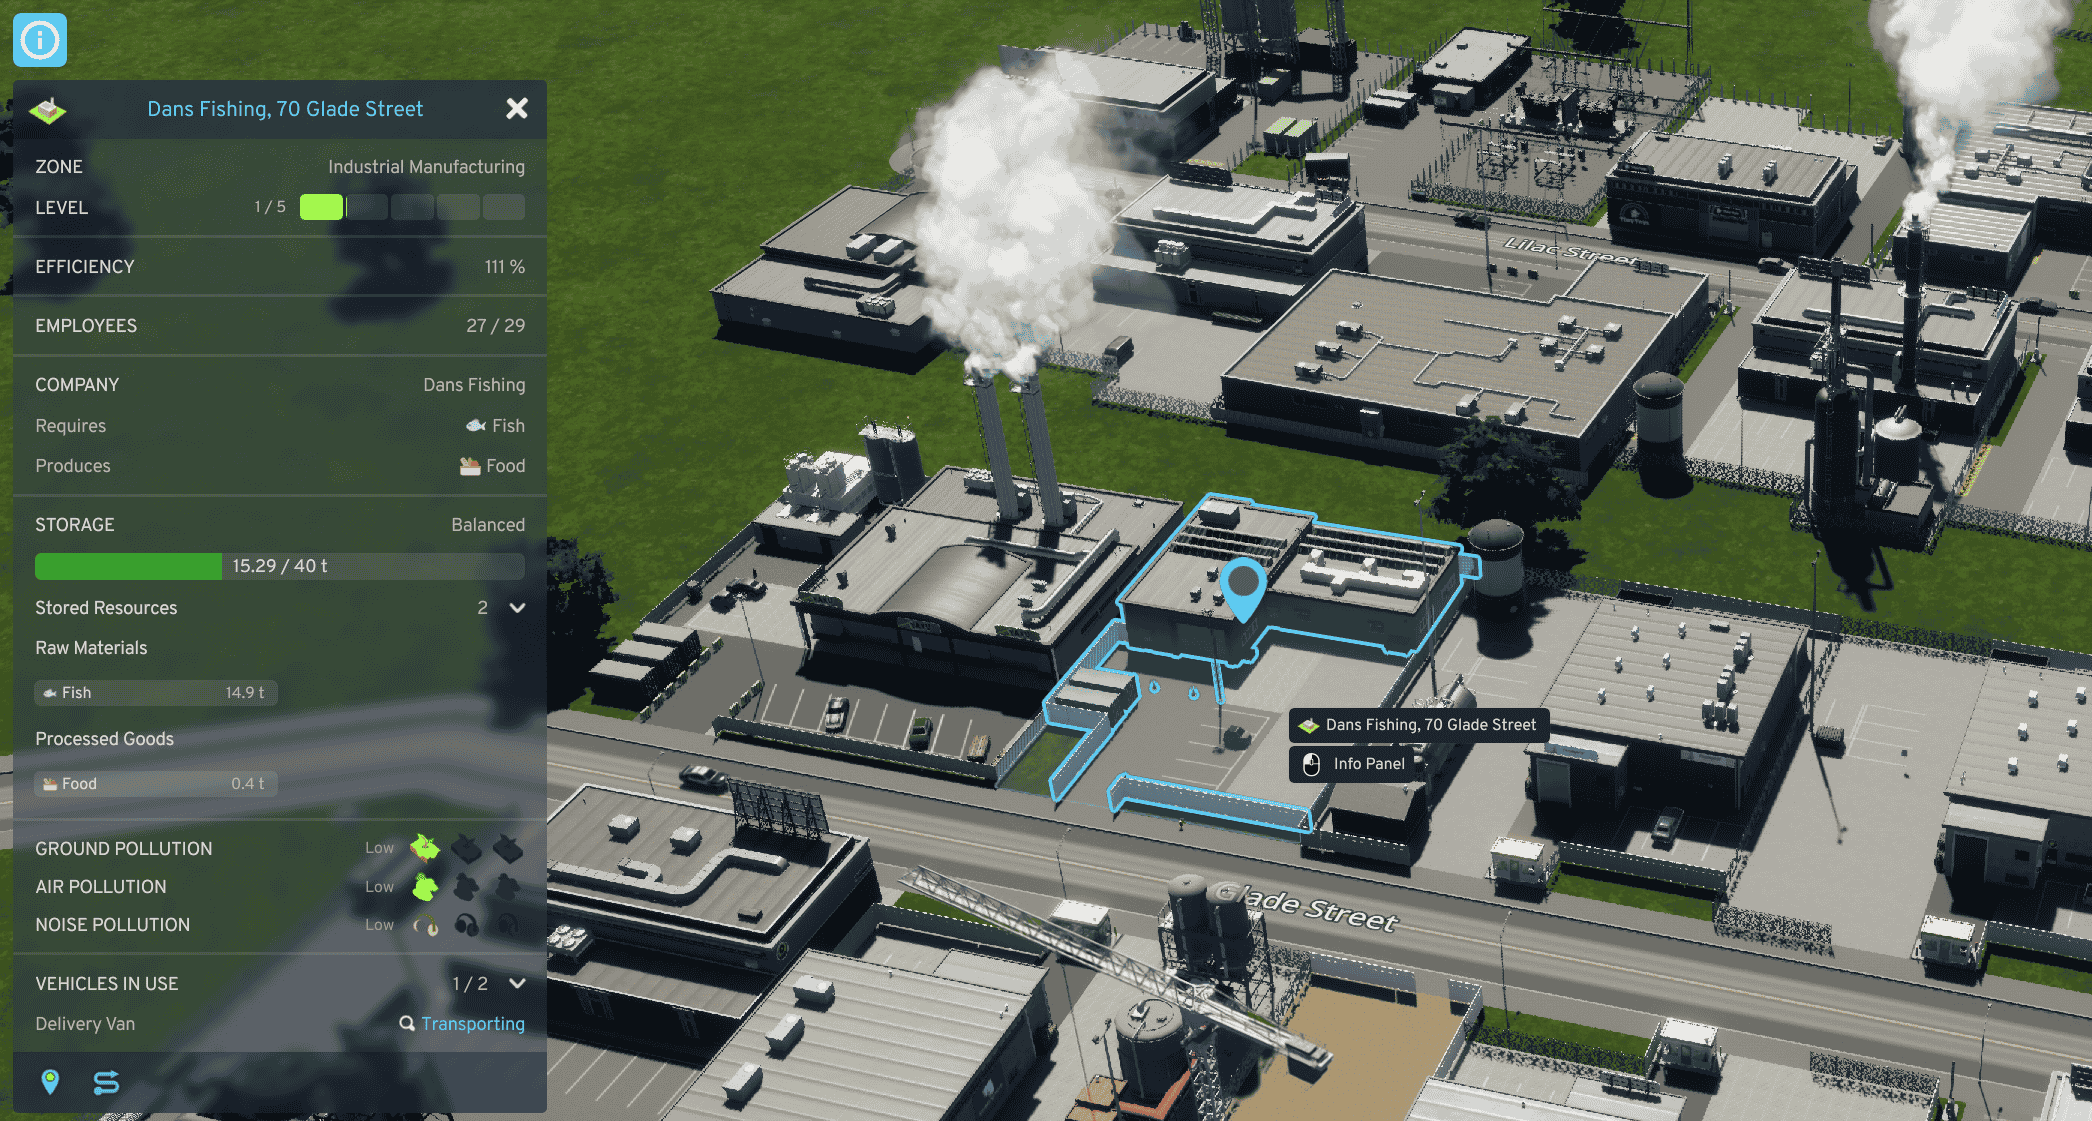 Dans Fishing, 70 Glade Street
ZONE Industrial Manufacturing
LEVEL 1 / 5
EFFICIENCY 111 %
EMPLOYEES 27 / 29
COMPANY Dans Fishing
Requires Fish
Produces Food
STORAGE Balanced
15.29 / 40 t
Stored Resources 2
Raw Materials
Fish 14.9 t
Processed Goods
Food 0.4 t
GROUND POLLUTION Low
AIR POLLUTION Low
NOISE POLLUTION Low
VEHICLES IN USE 1 / 2
Delivery Van Transporting
Lilac Street
Dans Fishing, 70 Glade Street
Info Panel
Glade Street